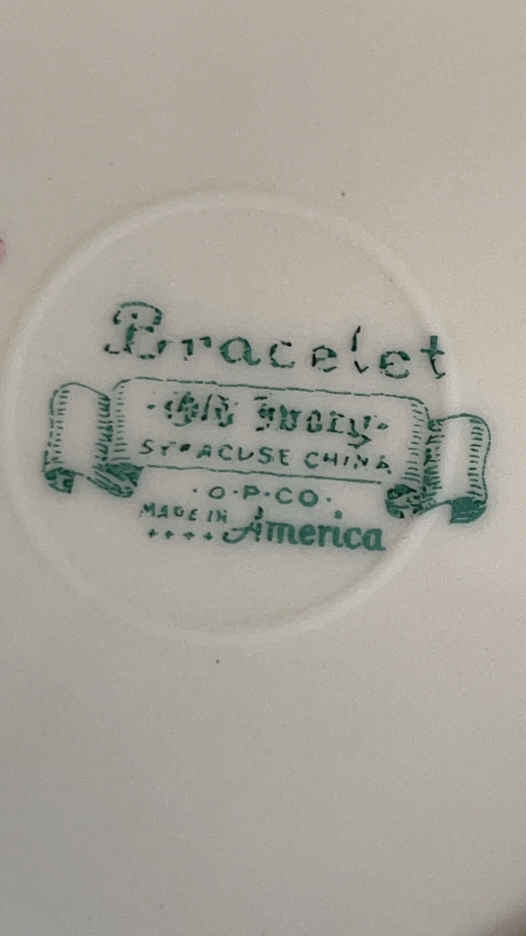 Bracelet
·Old Ivory·
SYRACUSE CHINA
·O·P·CO·
MADE IN America